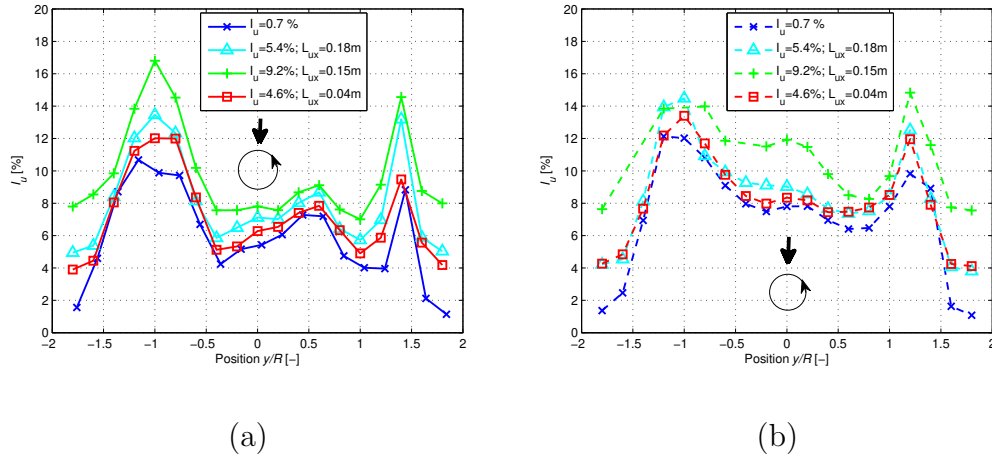 20
18
16
14
12
10
8
6
4
2
0
I_u [%]
−2 −1.5 −1 −0.5 0 0.5 1 1.5 2
Position y/R [−]
I_u=0.7 %
I_u=5.4%; L_ux=0.18m
I_u=9.2%; L_ux=0.15m
I_u=4.6%; L_ux=0.04m
(a)
20
18
16
14
12
10
8
6
4
2
0
I_u [%]
−2 −1.5 −1 −0.5 0 0.5 1 1.5 2
Position y/R [−]
I_u=0.7 %
I_u=5.4%; L_ux=0.18m
I_u=9.2%; L_ux=0.15m
I_u=4.6%; L_ux=0.04m
(b)